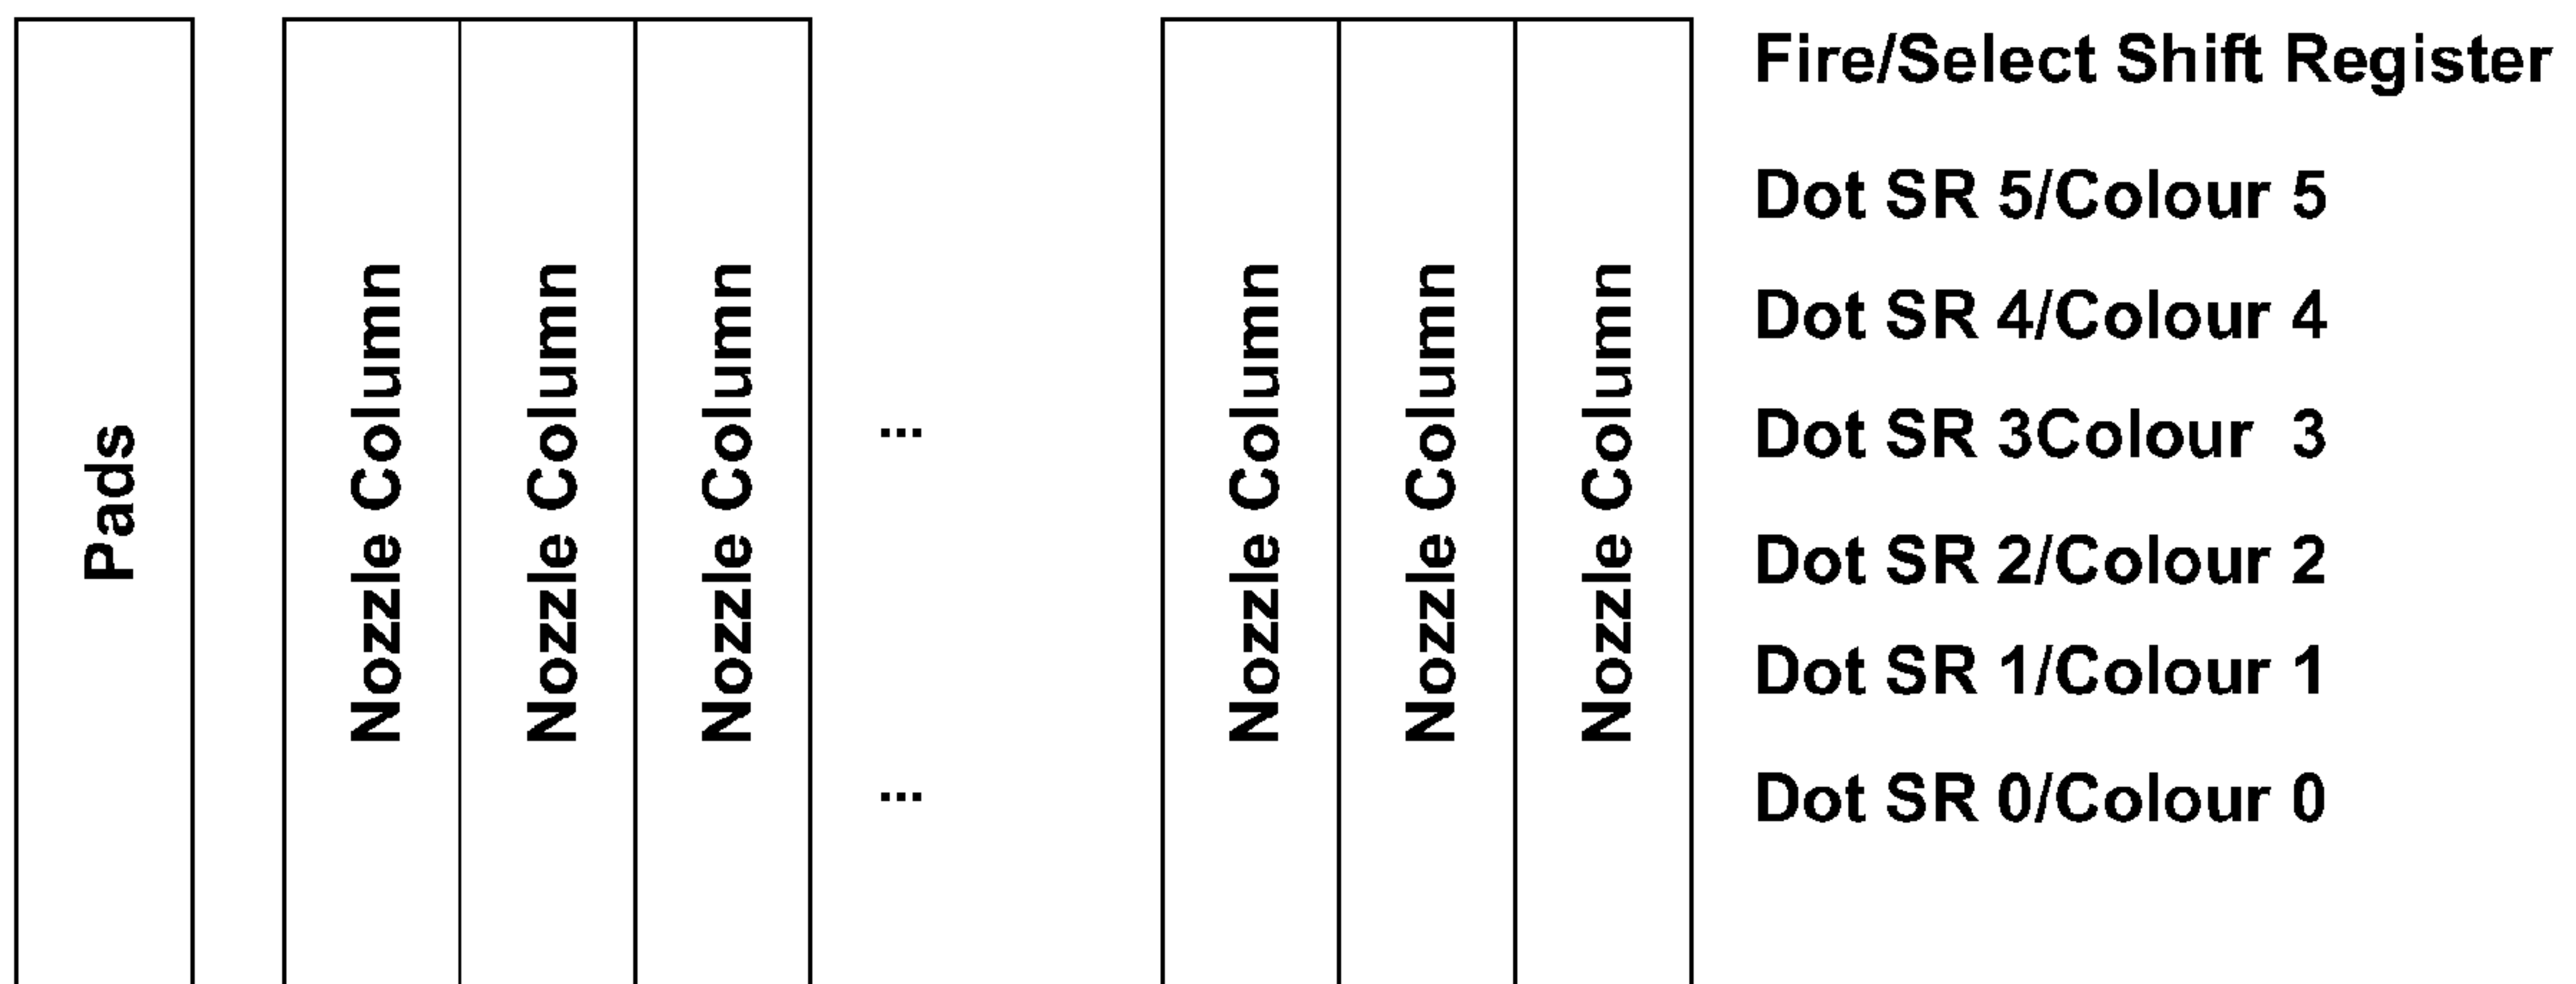 Pads
Nozzle Column
Nozzle Column
Nozzle Column
...
...
Nozzle Column
Nozzle Column
Nozzle Column
Fire/Select Shift Register
Dot SR 5/Colour 5
Dot SR 4/Colour 4
Dot SR 3Colour  3
Dot SR 2/Colour 2
Dot SR 1/Colour 1
Dot SR 0/Colour 0